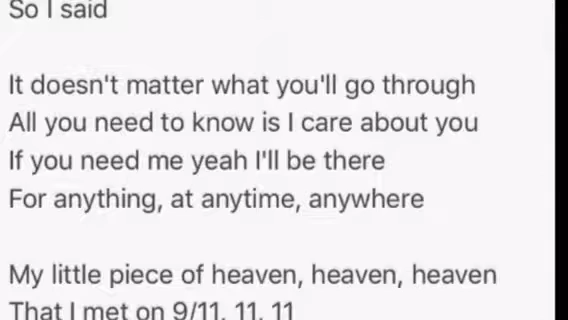 So I said
It doesn't matter what you'll go through
All you need to know is I care about you
If you need me yeah I'll be there
For anything, at anytime, anywhere
My little piece of heaven, heaven, heaven
That I met on 9/11, 11, 11